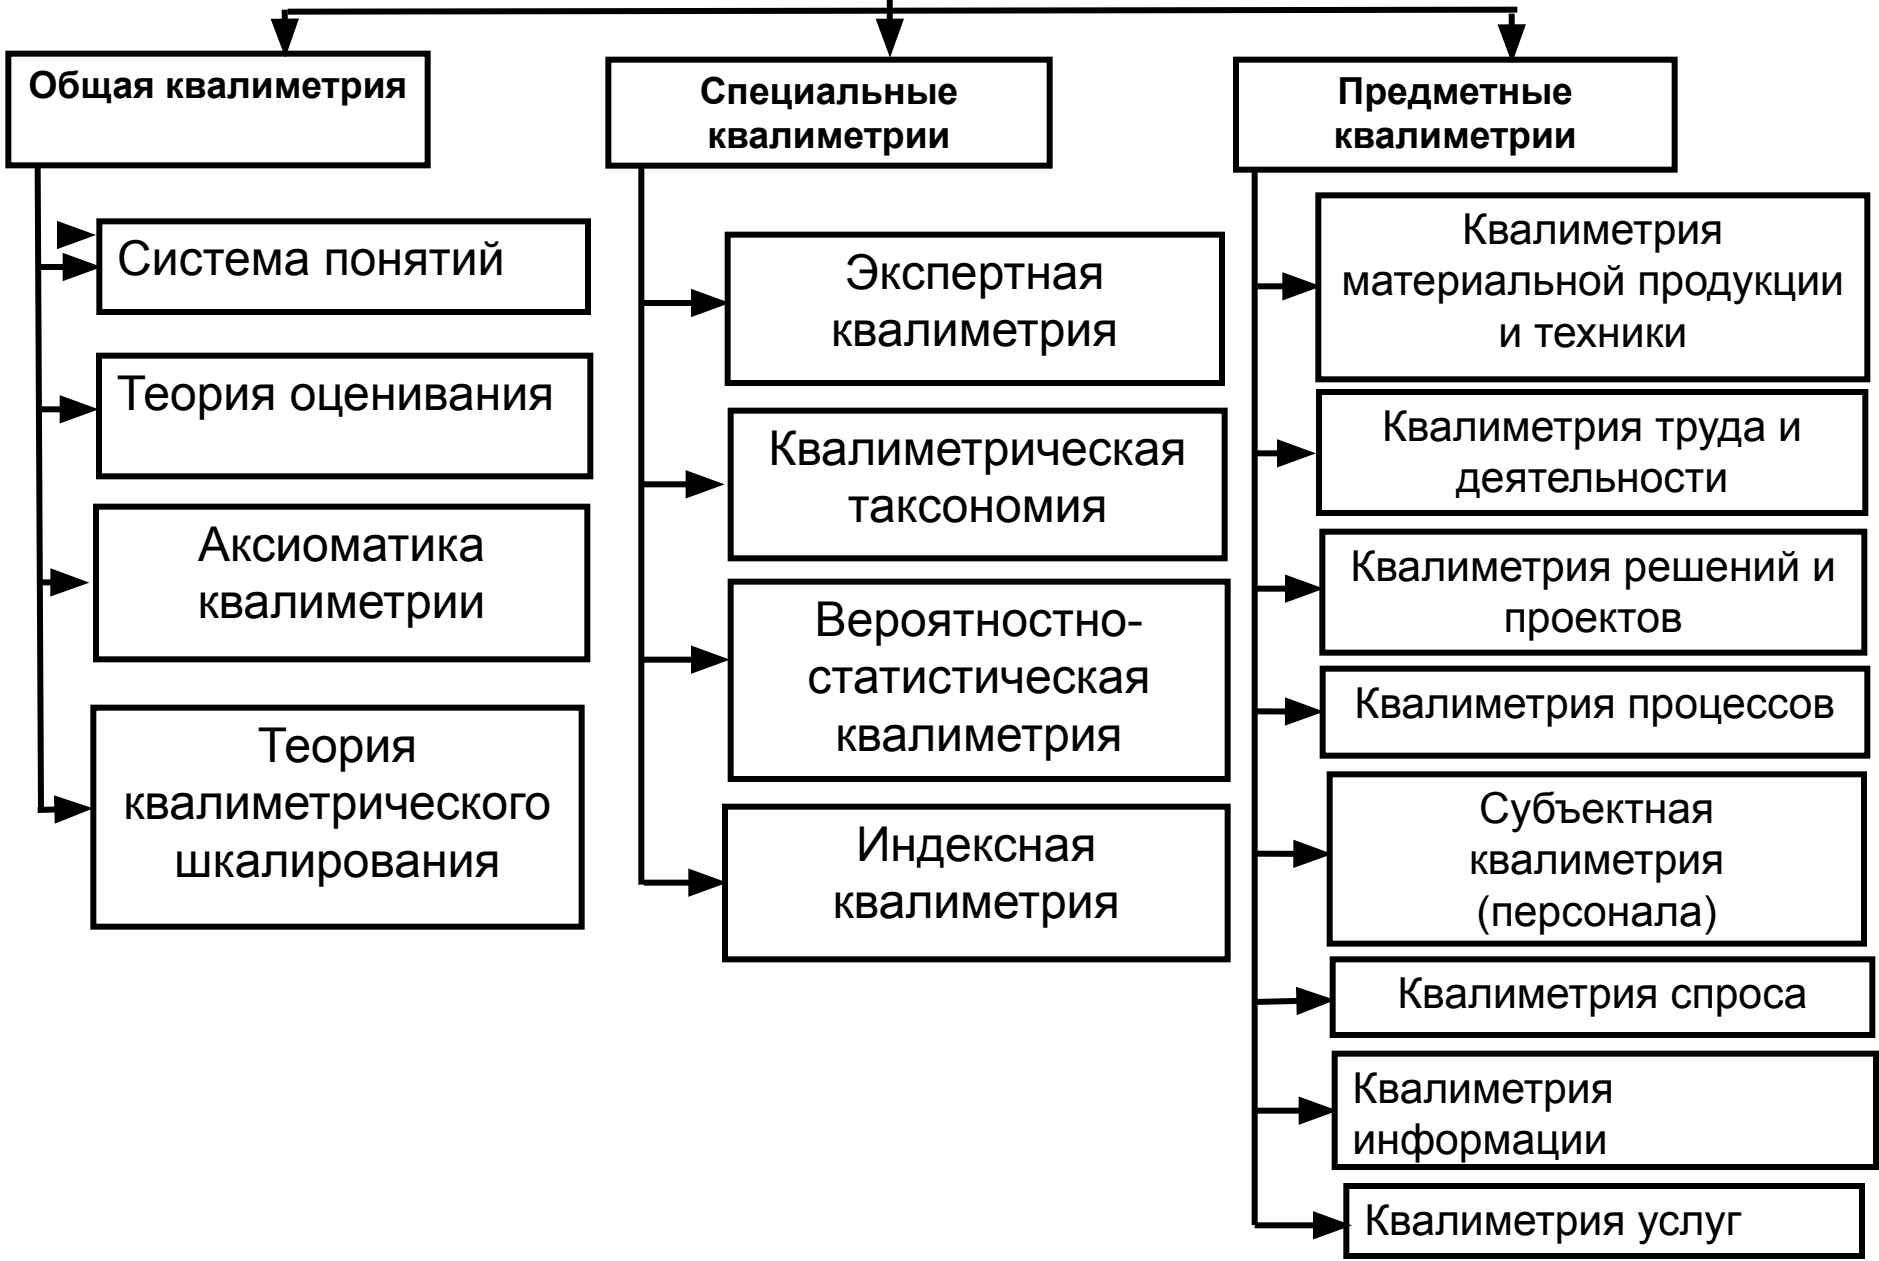 Общая квалиметрия
Система понятий
Теория оценивания
Аксиоматика
квалиметрии
Теория
квалиметрического
шкалирования
Специальные
квалиметрии
Экспертная
квалиметрия
Квалиметрическая
таксономия
Вероятностно-
статистическая
квалиметрия
Индексная
квалиметрия
Предметные
квалиметрии
Квалиметрия
материальной продукции
и техники
Квалиметрия труда и
деятельности
Квалиметрия решений и
проектов
Квалиметрия процессов
Субъектная
квалиметрия
(персонала)
Квалиметрия спроса
Квалиметрия
информации
Квалиметрия услуг